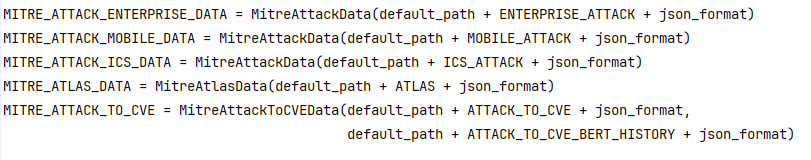 MITRE_ATTACK_ENTERPRISE_DATA = MitreAttackData(default_path + ENTERPRISE_ATTACK + json_format)
MITRE_ATTACK_MOBILE_DATA = MitreAttackData(default_path + MOBILE_ATTACK + json_format)
MITRE_ATTACK_ICS_DATA = MitreAttackData(default_path + ICS_ATTACK + json_format)
MITRE_ATLAS_DATA = MitreAtlasData(default_path + ATLAS + json_format)
MITRE_ATTACK_TO_CVE = MitreAttackToCVEData(default_path + ATTACK_TO_CVE + json_format,
default_path + ATTACK_TO_CVE_BERT_HISTORY + json_format)